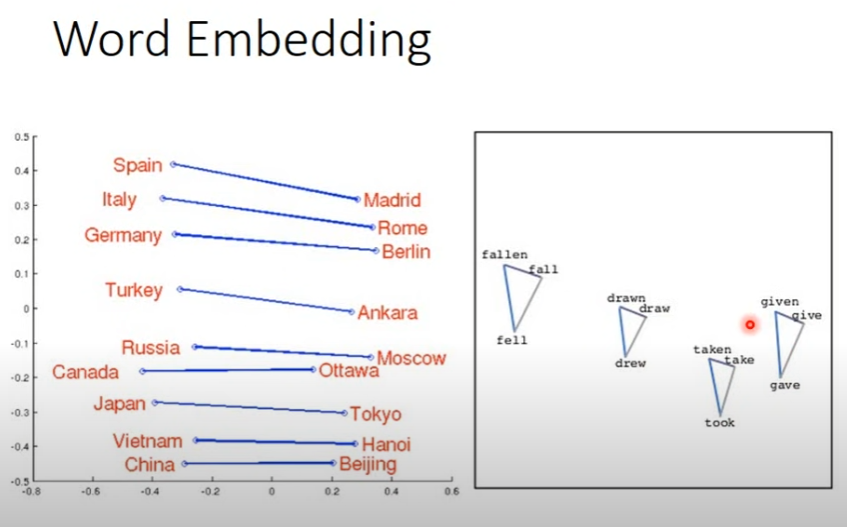 Word Embedding
0.5
0.4
0.3
0.2
0.1
0
-0.1
-0.2
-0.3
-0.4
-0.5
-0.8 -0.6 -0.4 -0.2 0 0.2 0.4 0.6
Spain Madrid
Italy Rome
Germany Berlin
Turkey Ankara
Russia Moscow
Canada Ottawa
Japan Tokyo
Vietnam Hanoi
China Beijing
fallen fall
fell
drawn draw
drew
taken take
took
given give
gave